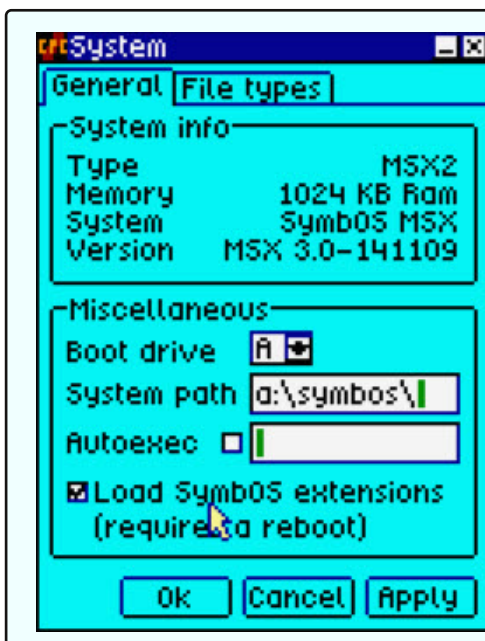 System
General File types
System info
Type MSX2
Memory 1024 KB Ram
System SymbOS MSX
Version MSX 3.0-141109
Miscellaneous
Boot drive A
System path a:\symbos\
Autoexec
Load SymbOS extensions
(requires a reboot)
Ok Cancel Apply